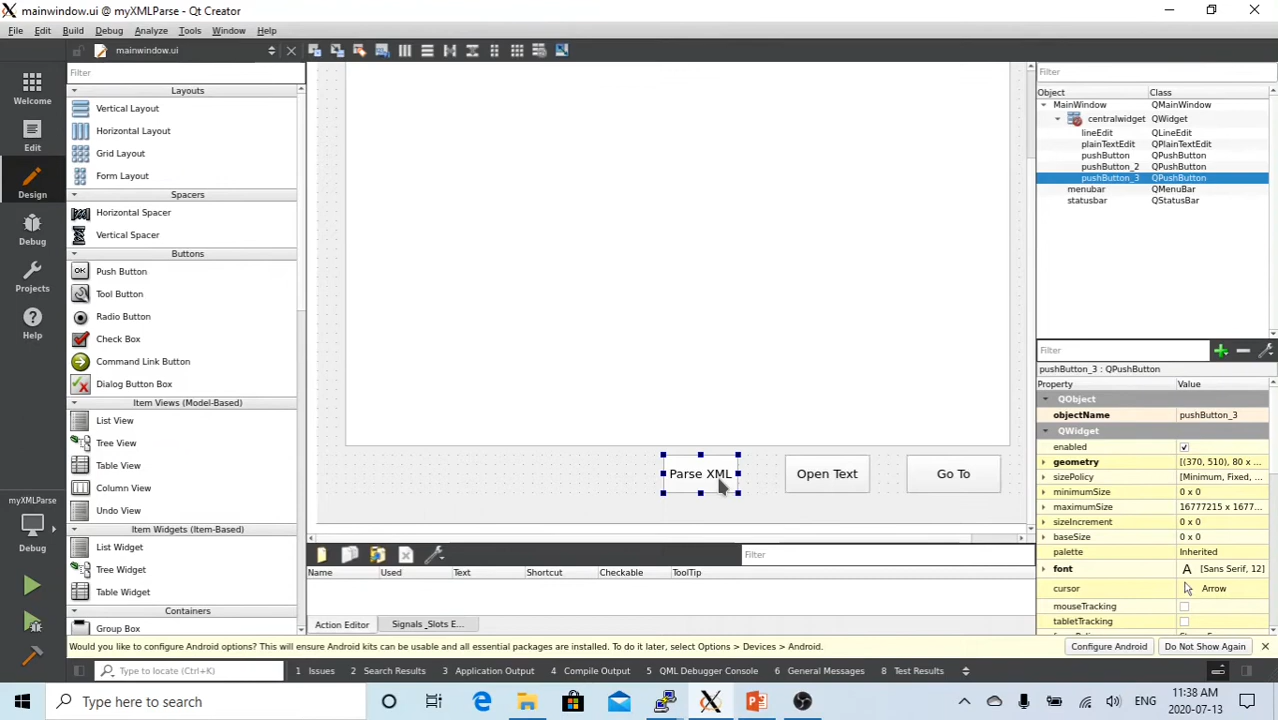 mainwindow.ui @ myXMLParse - Qt Creator
File Edit Build Debug Analyze Tools Window Help
mainwindow.ui
Filter
Filter
Welcome
Edit
Design
Debug
Projects
Help
myXMLParse
Debug
Layouts
Vertical Layout
Horizontal Layout
Grid Layout
Form Layout
Spacers
Horizontal Spacer
Vertical Spacer
Buttons
OK Push Button
Tool Button
Radio Button
Check Box
Command Link Button
Dialog Button Box
Item Views (Model-Based)
List View
Tree View
Table View
Column View
Undo View
Item Widgets (Item-Based)
List Widget
Tree Widget
Table Widget
Containers
Group Box
Parse XML
Open Text
Go To
Filter
Name Used Text Shortcut Checkable ToolTip
Action Editor Signals _Slots E...
Object Class
MainWindow QMainWindow
centralwidget QWidget
lineEdit QLineEdit
plainTextEdit QPlainTextEdit
pushButton QPushButton
pushButton_2 QPushButton
pushButton_3 QPushButton
menubar QMenuBar
statusbar QStatusBar
Filter
pushButton_3 : QPushButton
Property Value
QObject
objectName pushButton_3
QWidget
enabled
geometry [(370, 510), 80 x ...
sizePolicy [Minimum, Fixed, ...
minimumSize 0 x 0
maximumSize 16777215 x 1677...
sizeIncrement 0 x 0
baseSize 0 x 0
palette Inherited
font A [Sans Serif, 12]
cursor Arrow
mouseTracking
tabletTracking
Would you like to configure Android options? This will ensure Android kits can be usable and all essential packages are installed. To do it later, select Options > Devices > Android.
Configure Android Do Not Show Again
Type to locate (Ctrl+K)
1 Issues 2 Search Results 3 Application Output 4 Compile Output 5 QML Debugger Console 6 General Messages 8 Test Results
Type here to search
ENG
11:38 AM
2020-07-13